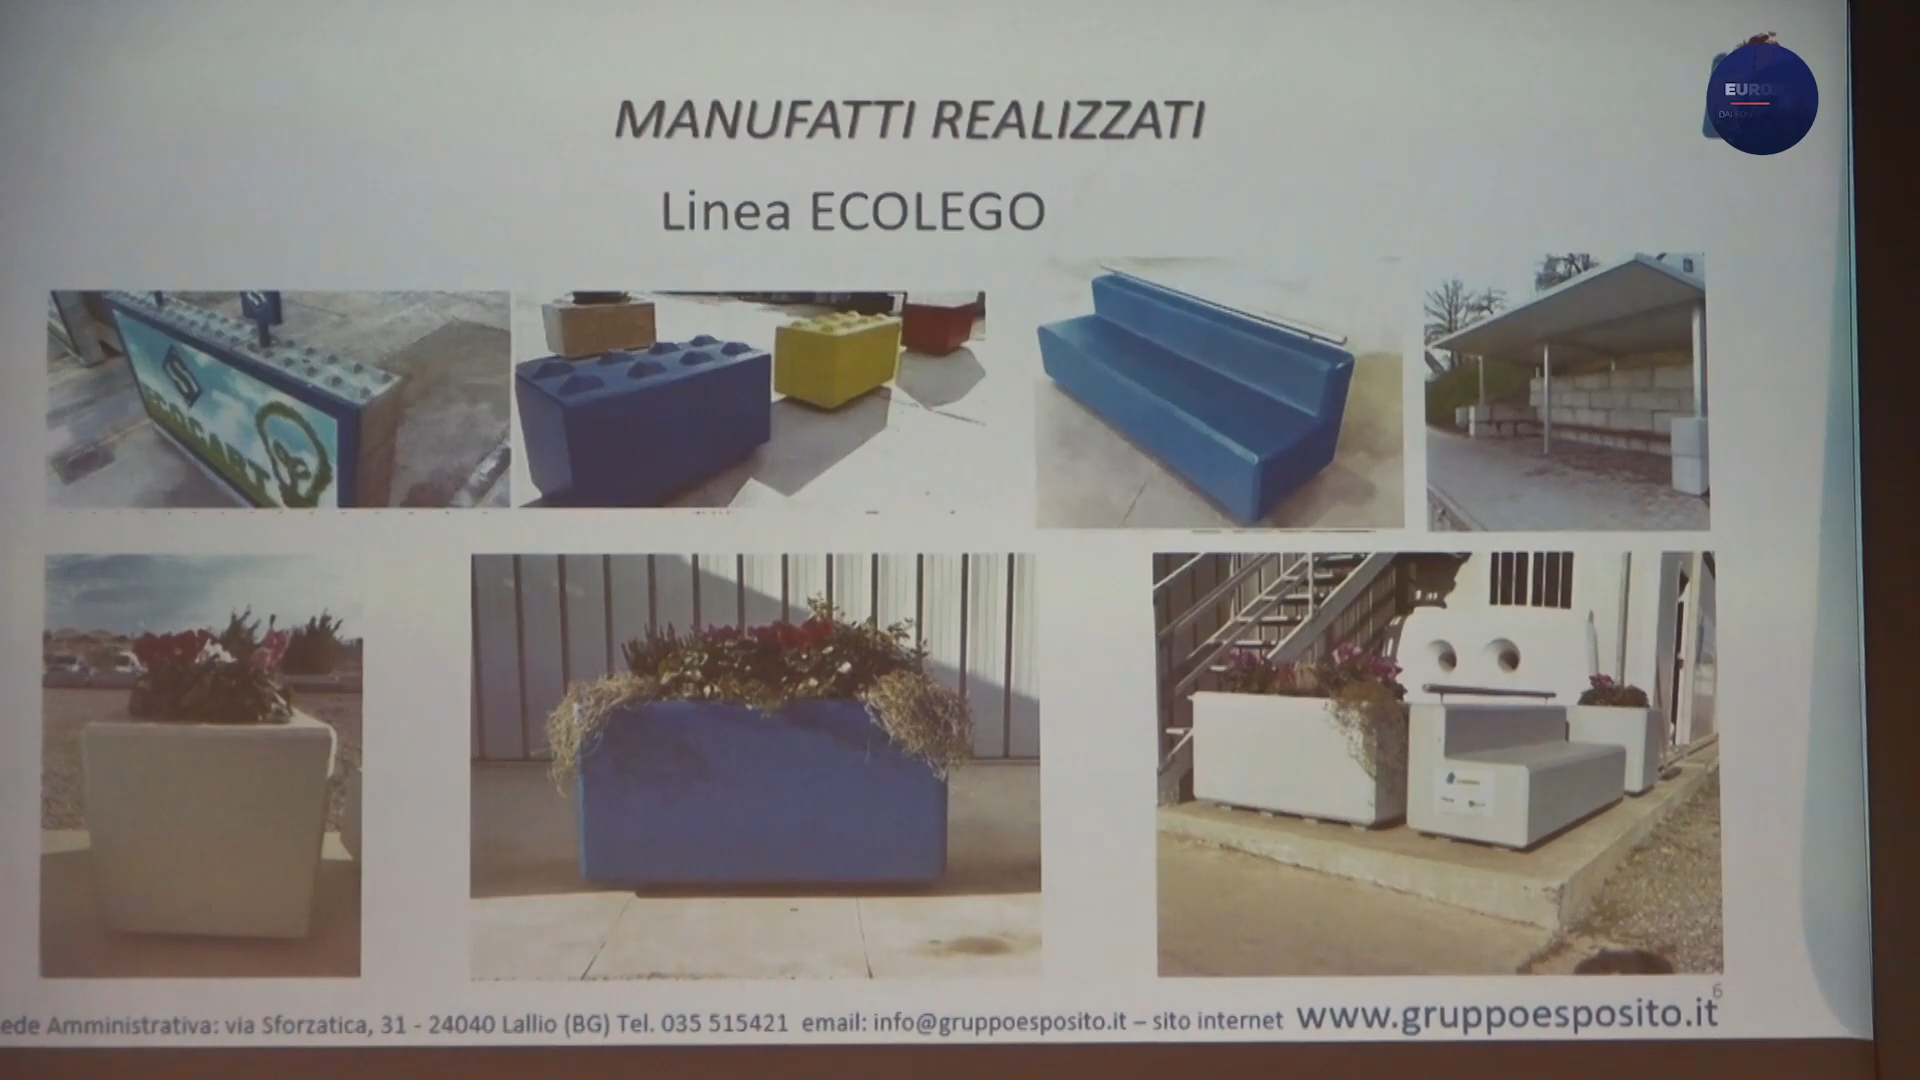 EURO
MANUFATTI REALIZZATI
Linea ECOLEGO
6
ede Amministrativa: via Sforzatica, 31 - 24040 Lallio (BG) Tel. 035 515421 email: info@gruppoesposito.it – sito internet www.gruppoesposito.it